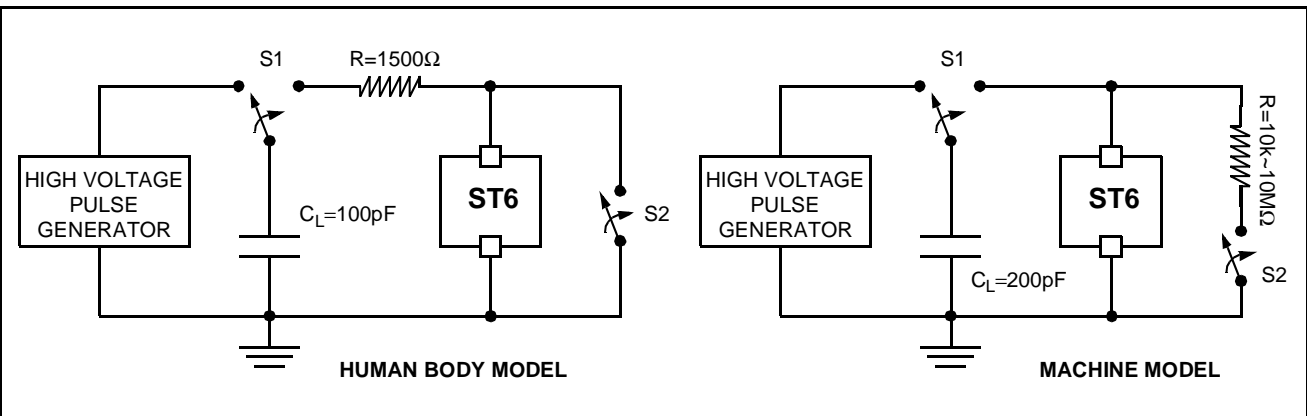 S1
R=1500Ω
HIGH VOLTAGE
PULSE
GENERATOR
C_L=100pF
ST6
S2
HUMAN BODY MODEL
S1
R=10k~10MΩ
HIGH VOLTAGE
PULSE
GENERATOR
C_L=200pF
ST6
S2
MACHINE MODEL